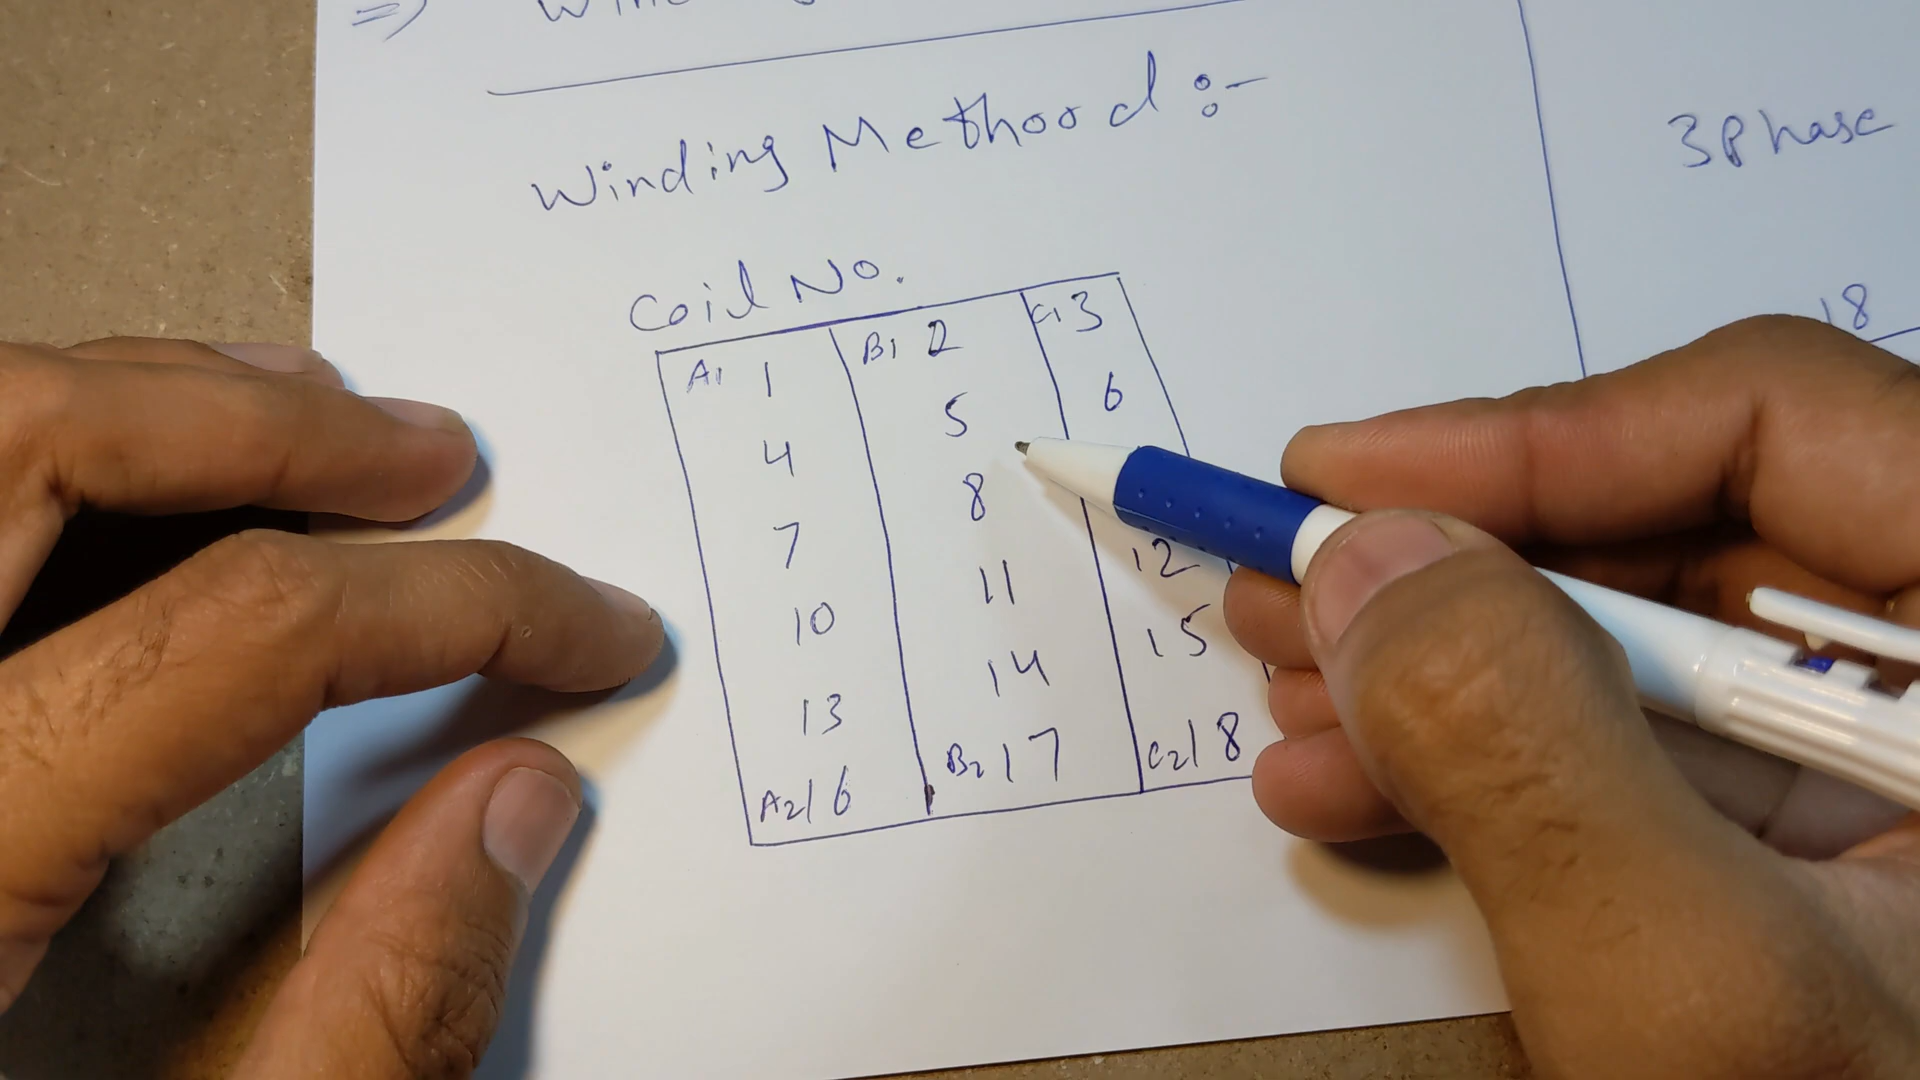 Winding Methood :-
3 Phase
18
Coil No.
A1 1 B1 2 C1 3
4 5 6
7 8
10 11 12
13 14 15
A2 16 B2 17 C2 18